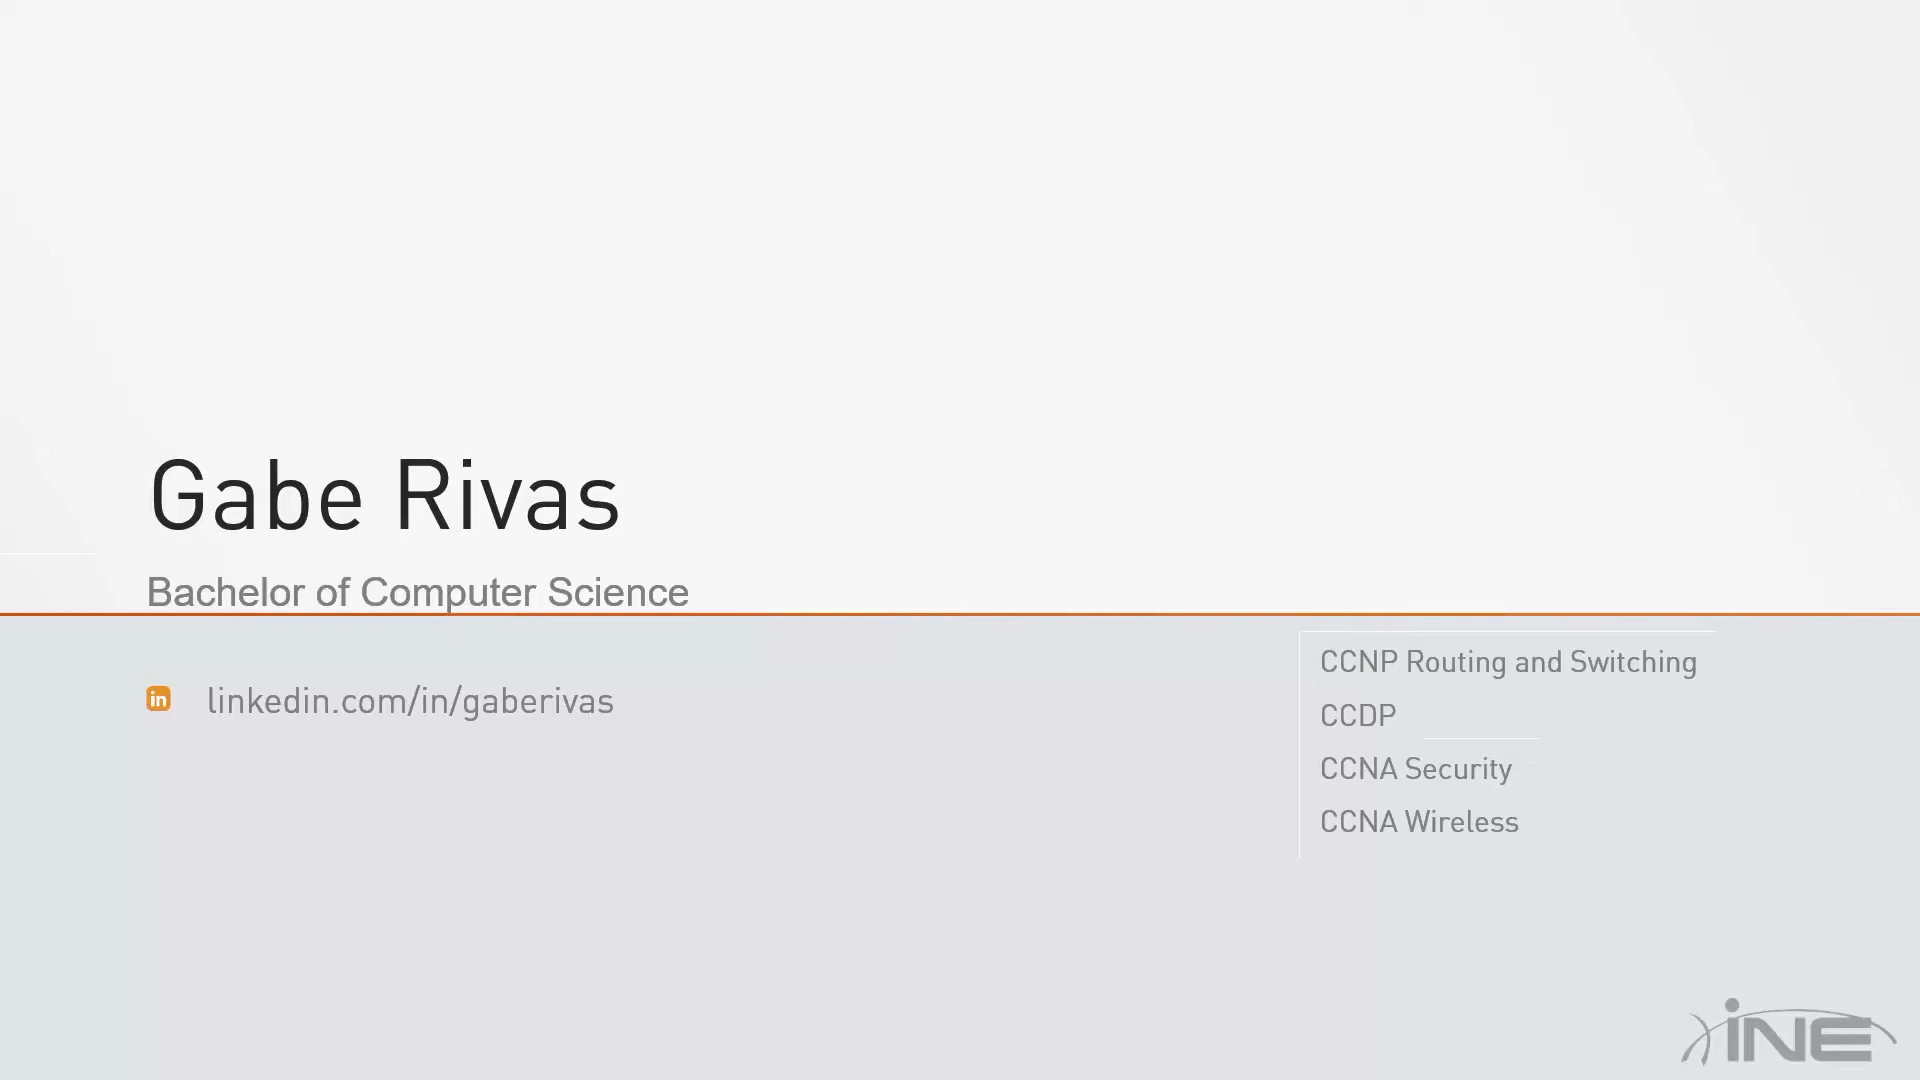 Gabe Rivas
Bachelor of Computer Science
in linkedin.com/in/gaberivas
CCNP Routing and Switching
CCDP
CCNA Security
CCNA Wireless
iNE